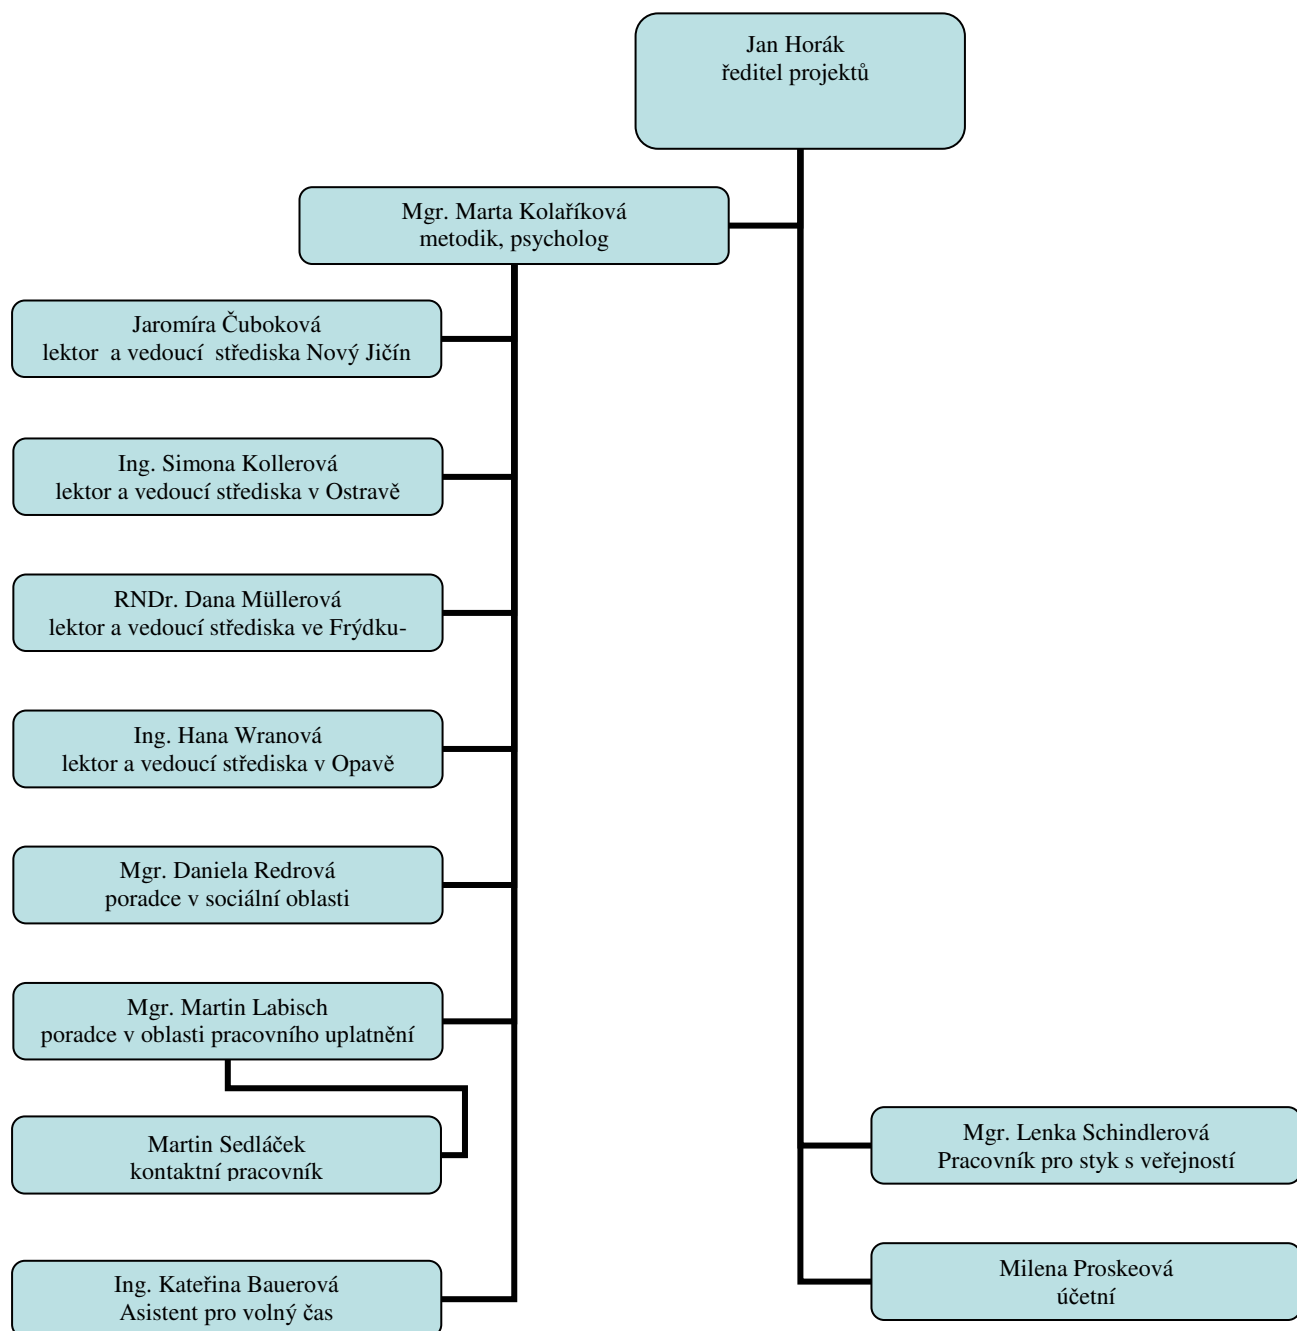 Jan Horák
ředitel projektů
Mgr. Marta Kolaříková
metodik, psycholog
Jaromíra Čuboková
lektor  a vedoucí  střediska Nový Jičín
Ing. Simona Kollerová
lektor a vedoucí střediska v Ostravě
RNDr. Dana Müllerová
lektor a vedoucí střediska ve Frýdku-
Ing. Hana Wranová
lektor a vedoucí střediska v Opavě
Mgr. Daniela Redrová
poradce v sociální oblasti
Mgr. Martin Labisch
poradce v oblasti pracovního uplatnění
Martin Sedláček
kontaktní pracovník
Mgr. Lenka Schindlerová
Pracovník pro styk s veřejností
Ing. Kateřina Bauerová
Asistent pro volný čas
Milena Proskeová
účetní